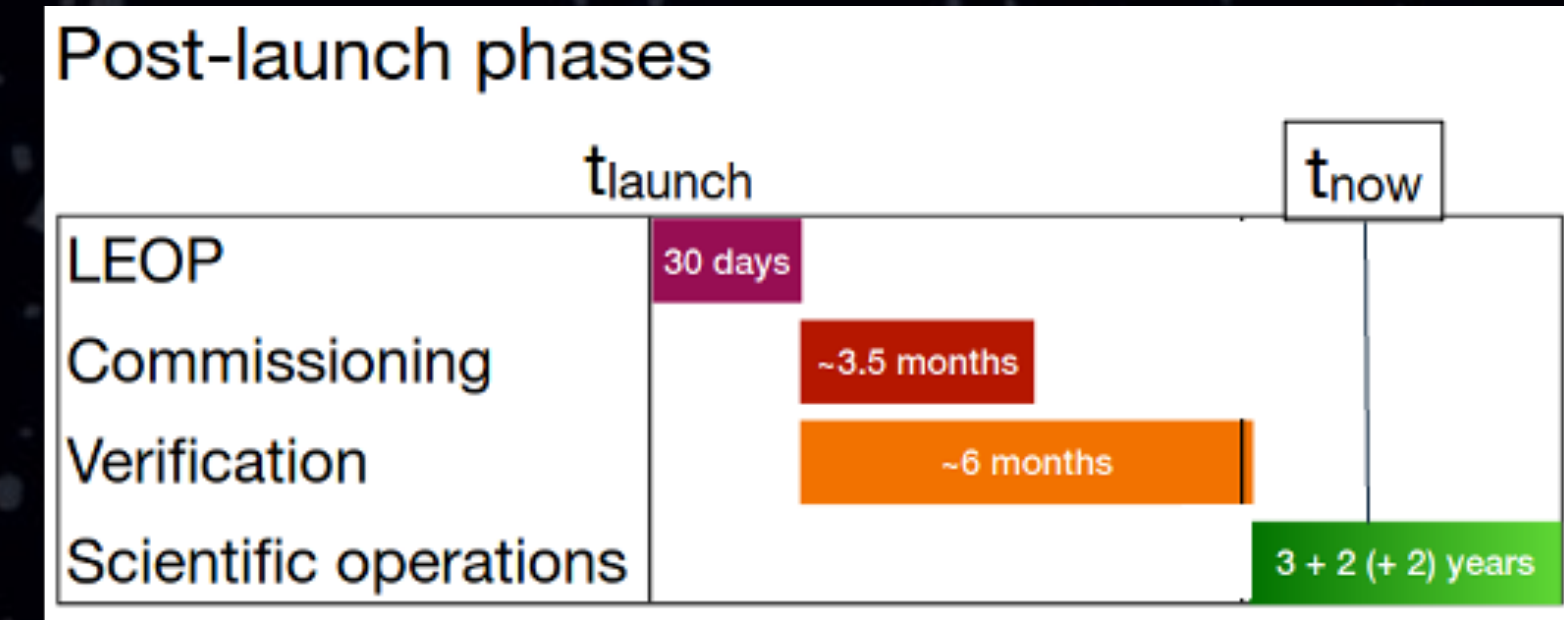 Post-launch phases
tlaunch
tnow
LEOP 30 days
Commissioning ~3.5 months
Verification ~6 months
Scientific operations 3 + 2 (+ 2) years